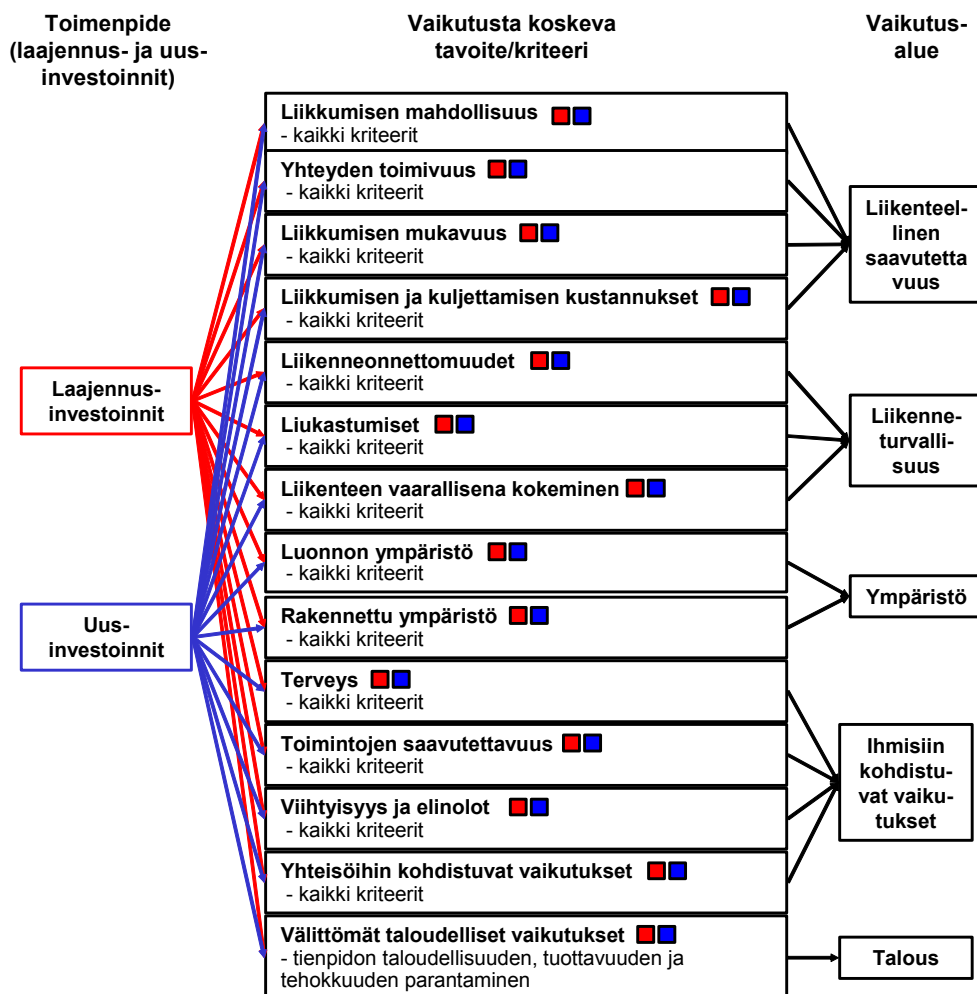 Toimenpide
(laajennus- ja uus-
investoinnit)
Vaikutusta koskeva
tavoite/kriteeri
Vaikutus-
alue
Laajennus-
investoinnit
Uus-
investoinnit
Liikkumisen mahdollisuus
- kaikki kriteerit
Yhteyden toimivuus
- kaikki kriteerit
Liikkumisen mukavuus
- kaikki kriteerit
Liikkumisen ja kuljettamisen kustannukset
- kaikki kriteerit
Liikenneonnettomuudet
- kaikki kriteerit
Liukastumiset
- kaikki kriteerit
Liikenteen vaarallisena kokeminen
- kaikki kriteerit
Luonnon ympäristö
- kaikki kriteerit
Rakennettu ympäristö
- kaikki kriteerit
Terveys
- kaikki kriteerit
Toimintojen saavutettavuus
- kaikki kriteerit
Viihtyisyys ja elinolot
- kaikki kriteerit
Yhteisöihin kohdistuvat vaikutukset
- kaikki kriteerit
Välittömät taloudelliset vaikutukset
- tienpidon taloudellisuuden, tuottavuuden ja
tehokkuuden parantaminen
Liikenteel-
linen
saavutetta
vuus
Liikenne-
turvalli-
suus
Ympäristö
Ihmisiin
kohdistu-
vat vaiku-
tukset
Talous